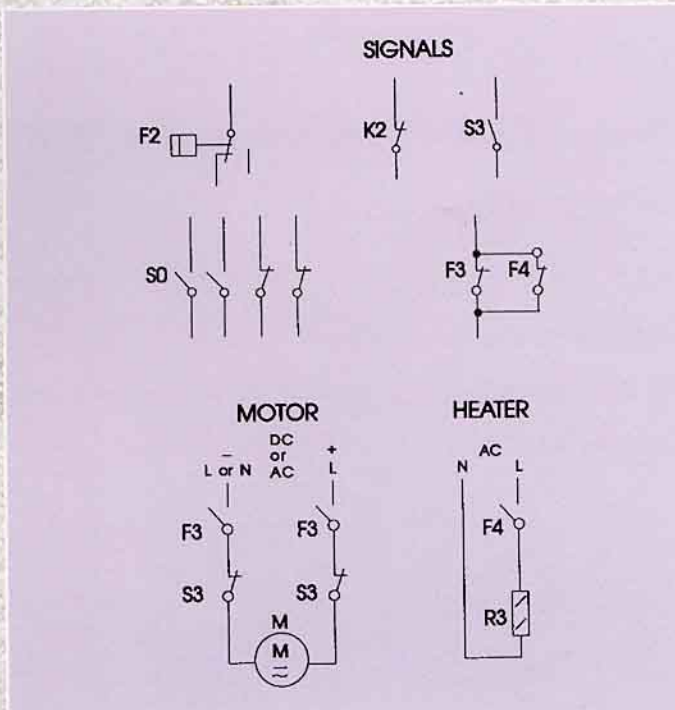 SIGNALS
F2
K2
S3
S0
F3
F4
MOTOR
HEATER
DC
or
AC
−
L or N
+
L
AC
N
L
F3
F3
F4
S3
S3
R3
M
M